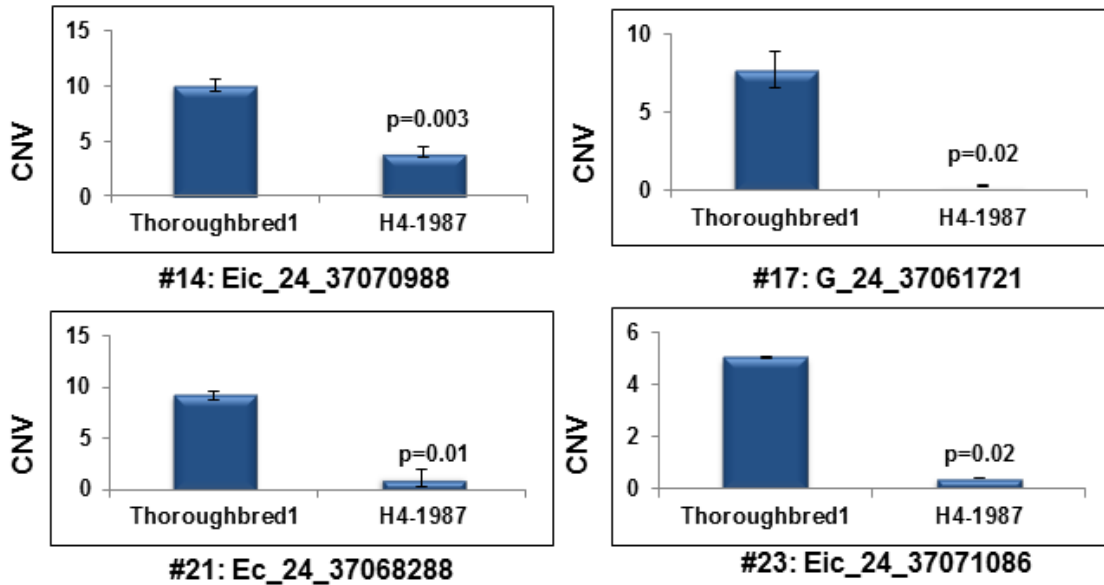 15
10
5
0
CNV
p=0.003
Thoroughbred1 H4-1987
#14: Eic_24_37070988
10
5
0
CNV
p=0.02
Thoroughbred1 H4-1987
#17: G_24_37061721
15
10
5
0
CNV
p=0.01
Thoroughbred1 H4-1987
#21: Ec_24_37068288
6
4
2
0
CNV
p=0.02
Thoroughbred1 H4-1987
#23: Eic_24_37071086